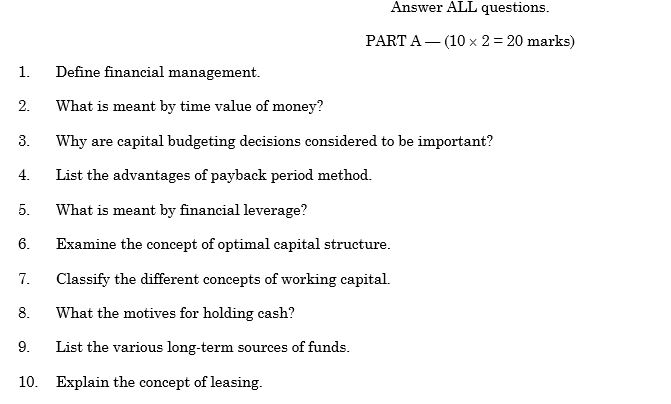 Answer ALL questions.
PART A — (10 × 2 = 20 marks)
1. Define financial management.
2. What is meant by time value of money?
3. Why are capital budgeting decisions considered to be important?
4. List the advantages of payback period method.
5. What is meant by financial leverage?
6. Examine the concept of optimal capital structure.
7. Classify the different concepts of working capital.
8. What the motives for holding cash?
9. List the various long-term sources of funds.
10. Explain the concept of leasing.